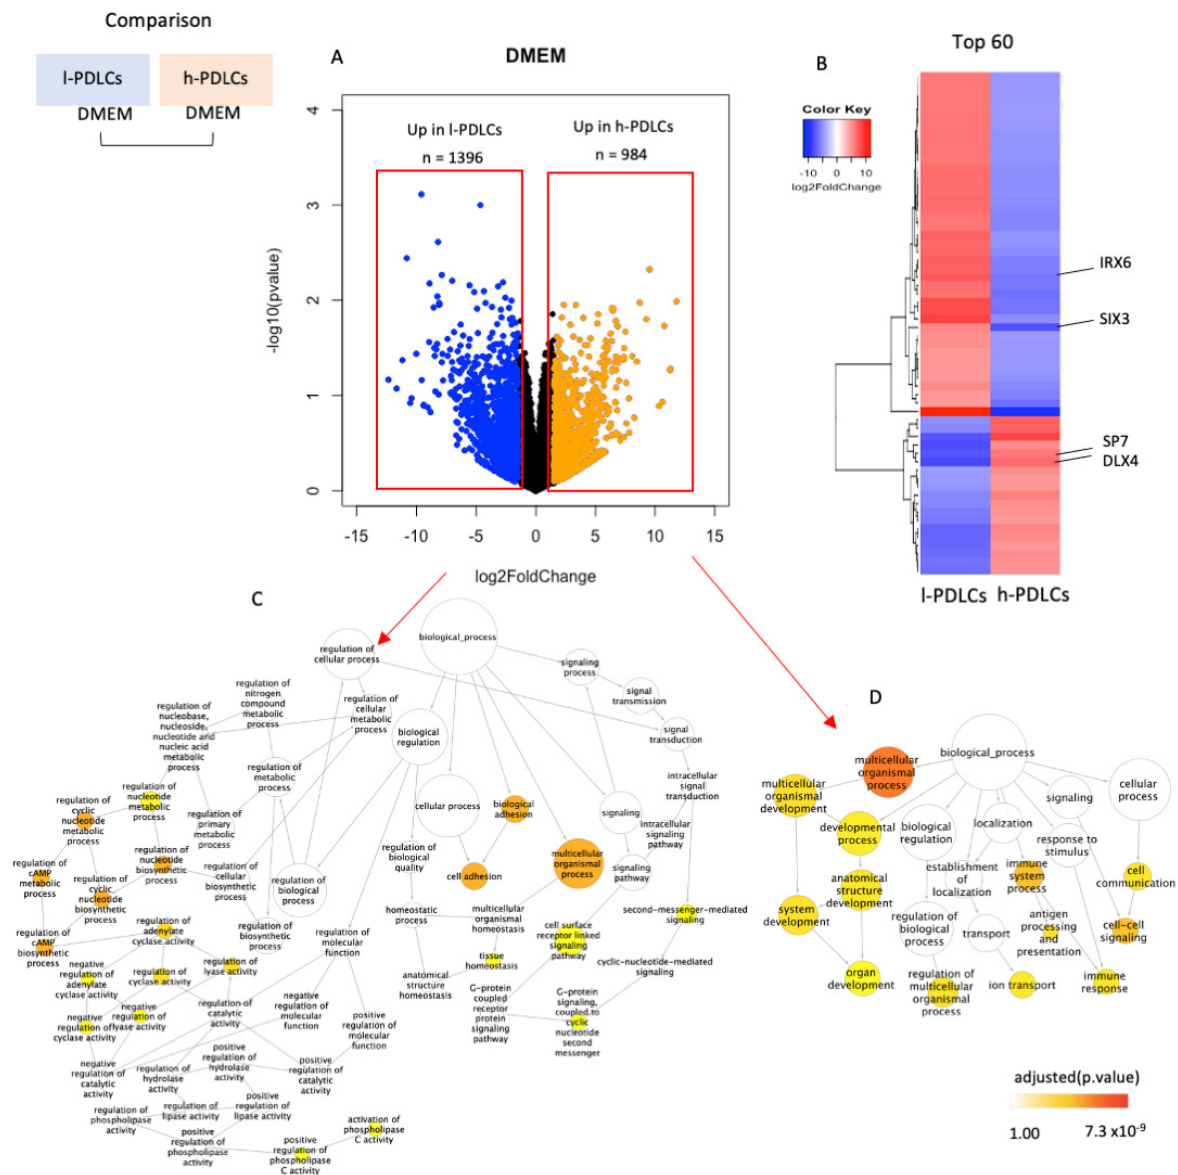 Comparison
l-PDLCs
h-PDLCs
DMEM
DMEM
A
DMEM
Up in l-PDLCs
n = 1396
Up in h-PDLCs
n = 984
4
3
2
1
0
-log10(pvalue)
-15
-10
-5
0
5
10
15
log2FoldChange
B
Top 60
Color Key
-10
0
10
log2FoldChange
IRX6
SIX3
SP7
DLX4
l-PDLCs
h-PDLCs
C
biological_process
regulation of
cellular process
signaling
process
signal
transmission
signal
transduction
regulation of
nitrogen
compound
metabolic
process
regulation of
cellular
metabolic
process
regulation of
nucleobase,
nucleoside,
nucleotide and
nucleic acid
metabolic
process
biological
regulation
regulation of
metabolic
process
intracellular
signal
transduction
regulation of
nucleotide
metabolic
process
regulation of
cyclic
nucleotide
metabolic
process
cellular process
biological
adhesion
signaling
intracellular
signaling
pathway
regulation of
primary
metabolic
process
regulation of
nucleotide
biosynthetic
process
regulation of
biological
quality
multicellular
organismal
process
signaling
pathway
regulation of
cAMP
metabolic
process
regulation of
cyclic
nucleotide
biosynthetic
process
regulation of
cellular
biosynthetic
process
regulation of
biological
process
cell adhesion
homeostatic
process
multicellular
organismal
homeostasis
second-messenger-mediated
signaling
regulation of
cAMP
biosynthetic
process
regulation of
adenylate
cyclase activity
regulation of
biosynthetic
process
regulation of
molecular
function
cell surface
receptor linked
signaling
pathway
tissue
homeostasis
cyclic-nucleotide-mediated
signaling
negative
regulation of
adenylate
cyclase activity
regulation of
cyclase activity
regulation of
lyase activity
anatomical
structure
homeostasis
G-protein
coupled
receptor
protein
signaling
pathway
G-protein
signaling,
coupled to
cyclic
nucleotide
second
messenger
negative
regulation of
cyclase activity
negative
regulation of
lyase activity
regulation of
catalytic
activity
negative
regulation of
molecular
function
positive
regulation of
molecular
function
negative
regulation of
catalytic
activity
regulation of
hydrolase
activity
positive
regulation of
hydrolase activity
positive
regulation of
catalytic activity
regulation of
phospholipase
activity
regulation of
lipase activity
positive
regulation of
lipase activity
positive
regulation of
phospholipase
activity
activation of
phospholipase
C activity
positive
regulation of
phospholipase
C activity
D
biological_process
multicellular
organismal
process
multicellular
organismal
development
cellular
process
signaling
developmental
process
biological
regulation
localization
response to
stimulus
anatomical
structure
development
establishment
of
localization
immune
system
process
cell
communication
system
development
regulation of
biological
process
transport
antigen
processing
and
presentation
cell-cell
signaling
organ
development
regulation of
multicellular
organismal
process
ion transport
immune
response
adjusted(p.value)
1.00
7.3 x10-9